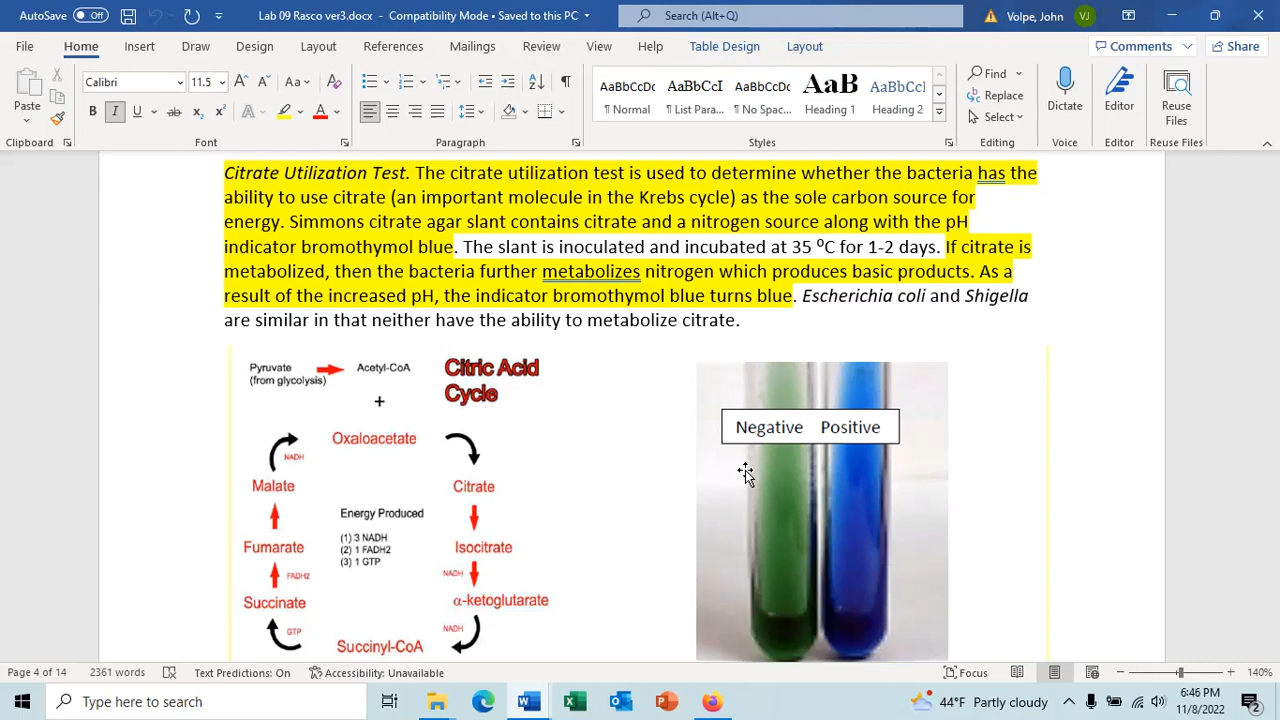 AutoSave Off Lab 09 Rasco ver3.docx - Compatibility Mode • Saved to this PC Search (Alt+Q) Volpe, John VJ
File Home Insert Draw Design Layout References Mailings Review View Help Table Design Layout Comments Share
Paste Calibri 11.5 Aa AaBbCcDc AaBbCcI AaBbCcDc AaB AaBbCcI Find Replace Select Dictate Editor Reuse Files
B I U ab x₂ x² A A ¶ Normal ¶ List Para... ¶ No Spac... Heading 1 Heading 2
Clipboard Font Paragraph Styles Editing Voice Editor Reuse Files
Citrate Utilization Test. The citrate utilization test is used to determine whether the bacteria has the
ability to use citrate (an important molecule in the Krebs cycle) as the sole carbon source for
energy. Simmons citrate agar slant contains citrate and a nitrogen source along with the pH
indicator bromothymol blue. The slant is inoculated and incubated at 35 ⁰C for 1-2 days. If citrate is
metabolized, then the bacteria further metabolizes nitrogen which produces basic products. As a
result of the increased pH, the indicator bromothymol blue turns blue. Escherichia coli and Shigella
are similar in that neither have the ability to metabolize citrate.
Pyruvate
(from glycolysis)
Acetyl-CoA
Citric Acid
Cycle
+
Oxaloacetate
NADH
Malate
Citrate
Energy Produced
(1) 3 NADH
(2) 1 FADH2
(3) 1 GTP
Fumarate
Isocitrate
FADH2
NADH
Succinate
α-ketoglutarate
GTP
NADH
Succinyl-CoA
Negative Positive
Page 4 of 14 2361 words Text Predictions: On Accessibility: Unavailable Focus 140%
Type here to search 44°F Partly cloudy 6:46 PM
11/8/2022 2